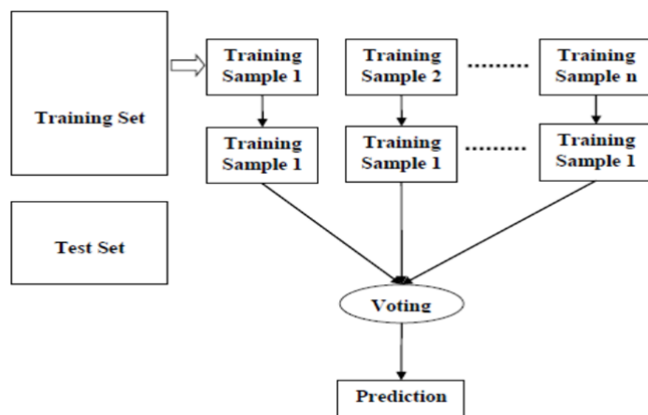 Training Set
Training
Sample 1
Training
Sample 2
Training
Sample n
Training
Sample 1
Training
Sample 1
Training
Sample 1
Test Set
Voting
Prediction